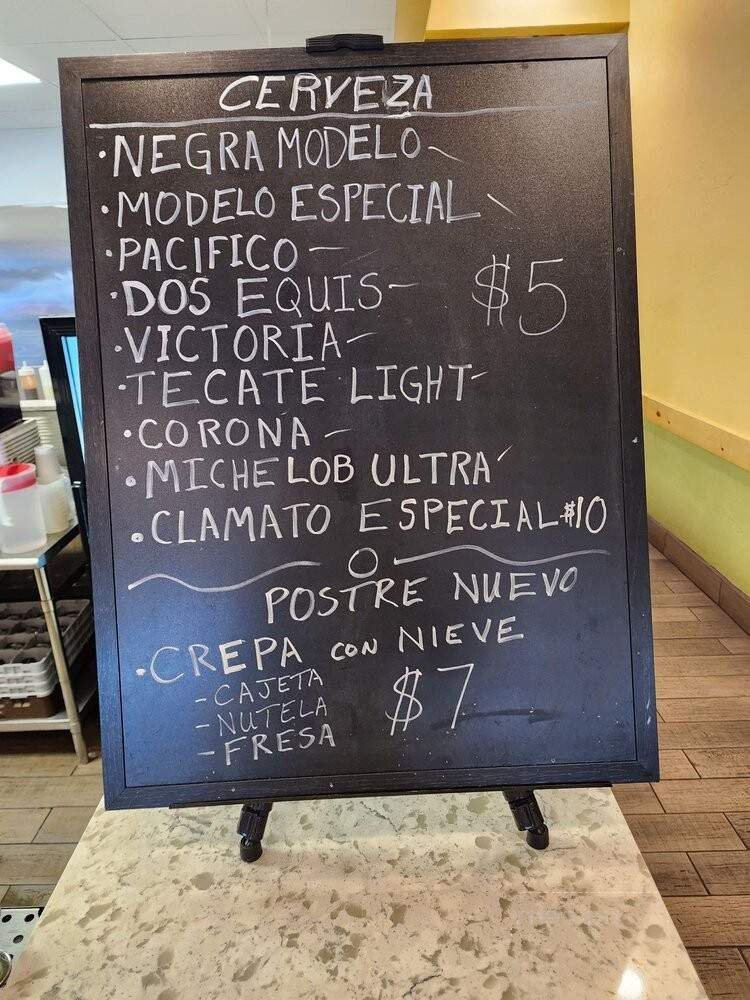 CERVEZA
·NEGRA MODELO
·MODELO ESPECIAL
·PACIFICO
·DOS EQUIS
$5
·VICTORIA
·TECATE LIGHT
·CORONA
·MICHELOB ULTRA
·CLAMATO ESPECIAL $10
POSTRE NUEVO
·CREPA CON NIEVE
-CAJETA
$7
-NUTELA
-FRESA